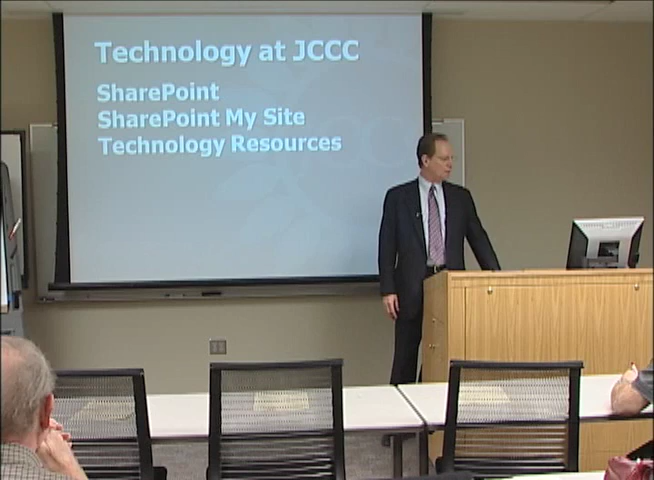 Technology at JCCC
SharePoint
SharePoint My Site
Technology Resources